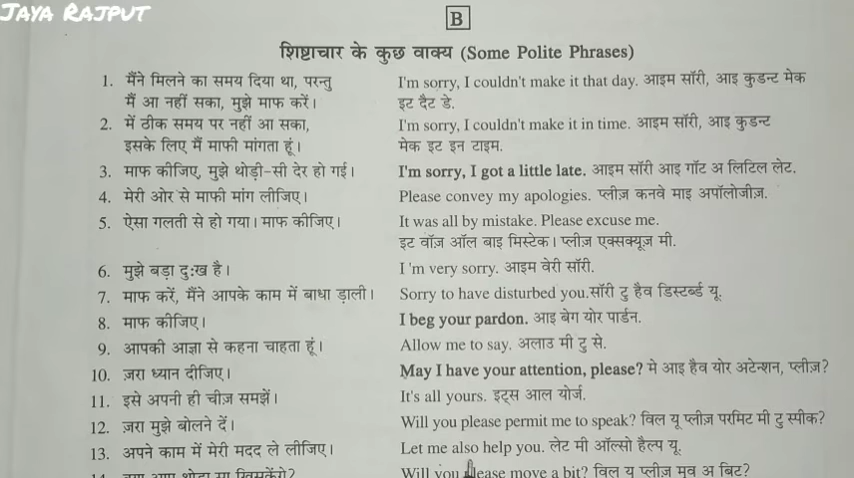 JAYA RAJPUT
B
शिष्टाचार के कुछ वाक्य (Some Polite Phrases)
1. मैंने मिलने का समय दिया था, परन्तु I'm sorry, I couldn't make it that day. आइम सॉरी, आइ कुडन्ट मेक
मैं आ नहीं सका, मुझे माफ करें। इट दैट डे.
2. में ठीक समय पर नहीं आ सका, I'm sorry, I couldn't make it in time. आइम सॉरी, आइ कुडन्ट
इसके लिए मैं माफी मांगता हूं। मेक इट इन टाइम.
3. माफ कीजिए, मुझे थोड़ी-सी देर हो गई। I'm sorry, I got a little late. आइम सॉरी आइ गॉट अ लिटिल लेट.
4. मेरी ओर से माफी मांग लीजिए। Please convey my apologies. प्लीज़ कनवे माइ अपॉलोजीज़.
5. ऐसा गलती से हो गया। माफ कीजिए। It was all by mistake. Please excuse me.
इट वॉज़ ऑल बाइ मिस्टेक। प्लीज़ एक्सक्यूज़ मी.
6. मुझे बड़ा दुःख है। I'm very sorry. आइम वेरी सॉरी.
7. माफ करें, मैंने आपके काम में बाधा डाली। Sorry to have disturbed you.सॉरी टु हैव डिस्टर्ब्ड यू.
8. माफ कीजिए। I beg your pardon. आइ बेग योर पार्डन.
9. आपकी आज्ञा से कहना चाहता हूं। Allow me to say. अलाउ मी टु से.
10. ज़रा ध्यान दीजिए। May I have your attention, please? मे आइ हैव योर अटेन्शन, प्लीज़?
11. इसे अपनी ही चीज़ समझें। It's all yours. इट्स आल योर्ज.
12. ज़रा मुझे बोलने दें। Will you please permit me to speak? विल यू प्लीज़ परमिट मी टु स्पीक?
13. अपने काम में मेरी मदद ले लीजिए। Let me also help you. लेट मी ऑल्सो हैल्प यू.
14. क्या आप थोड़ा सा खिसकेंगे? Will you please move a bit? विल यू प्लीज़ मूव अ बिट?